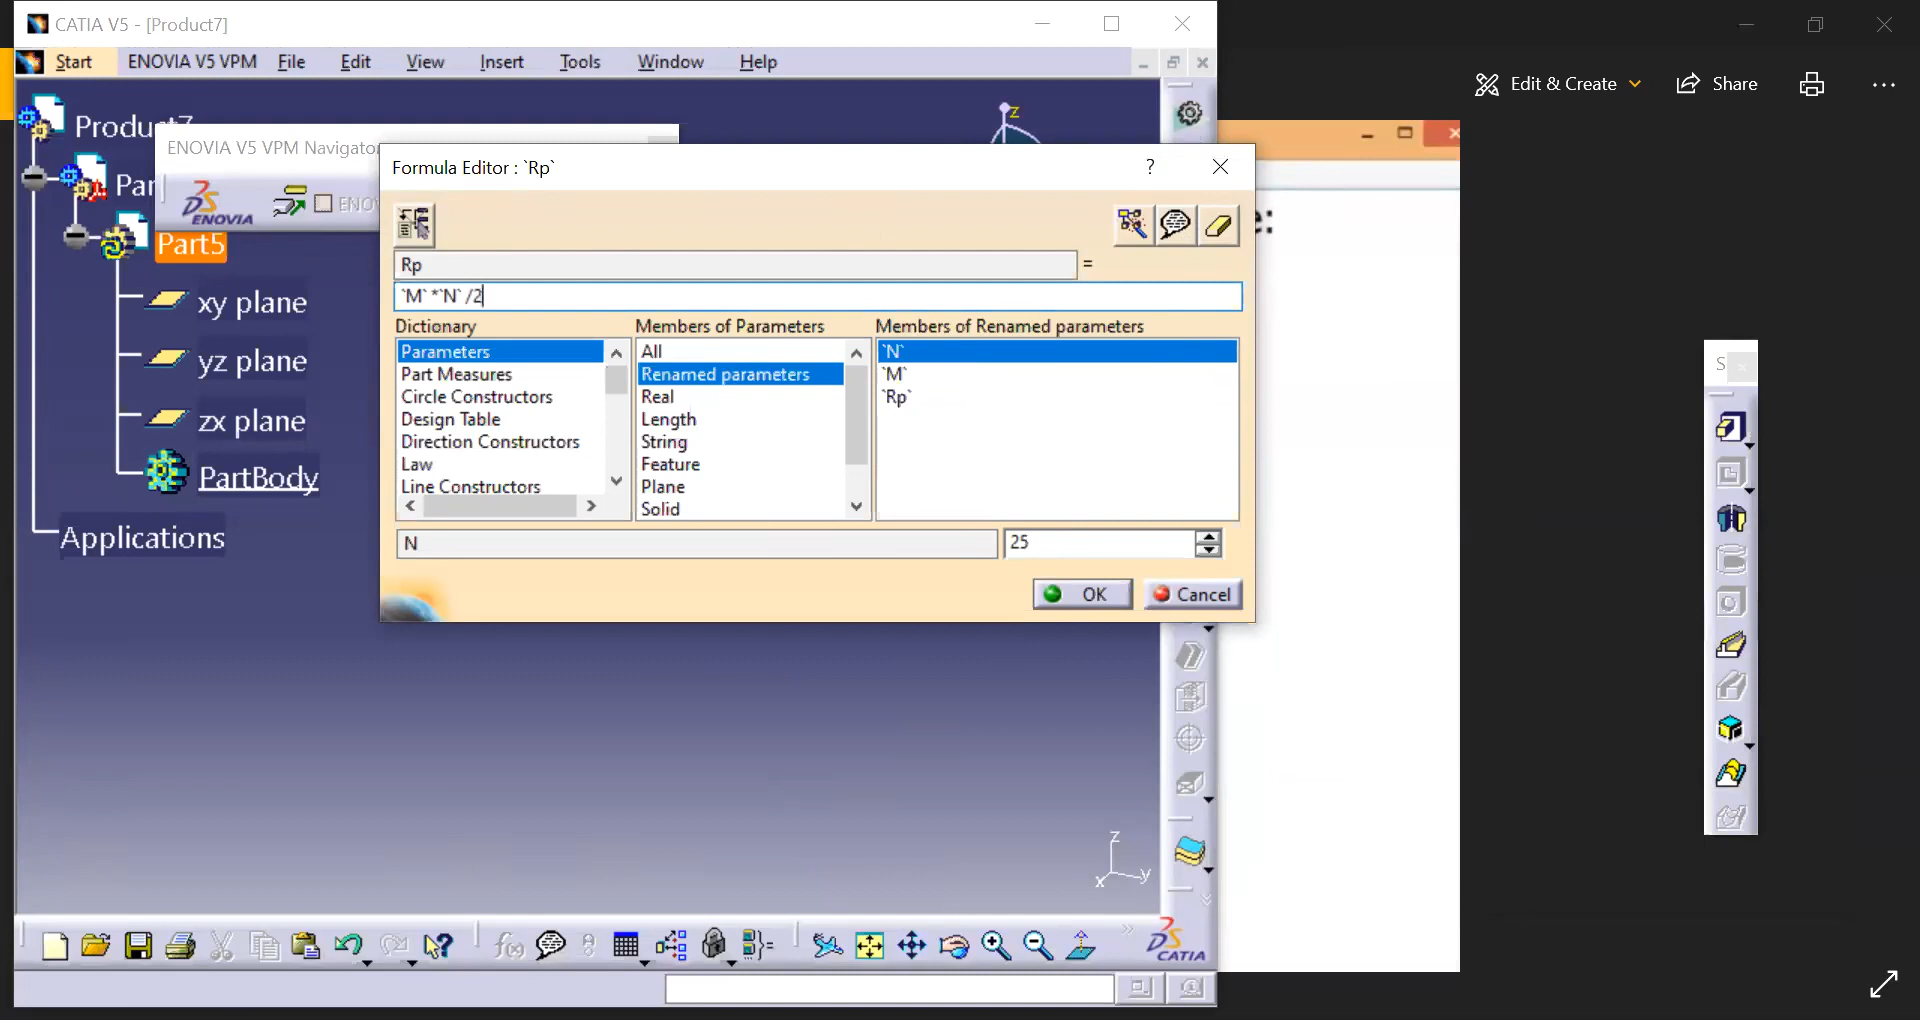 CATIA V5 - [Product7]
Start ENOVIA V5 VPM File Edit View Insert Tools Window Help
Edit & Create Share
Product7
ENOVIA V5 VPM Navigator
Par
ENOVIA
ENOV
Part5
xy plane
yz plane
zx plane
PartBody
Applications
Formula Editor : `Rp`
?
Rp =
`M` *`N` /2
Dictionary Members of Parameters Members of Renamed parameters
Parameters All `N`
Part Measures Renamed parameters `M`
Circle Constructors Real `Rp`
Design Table Length
Direction Constructors String
Law Feature
Line Constructors Plane
Solid
N 25
OK Cancel
e:
S
z
z
x y
f(x)
CATIA